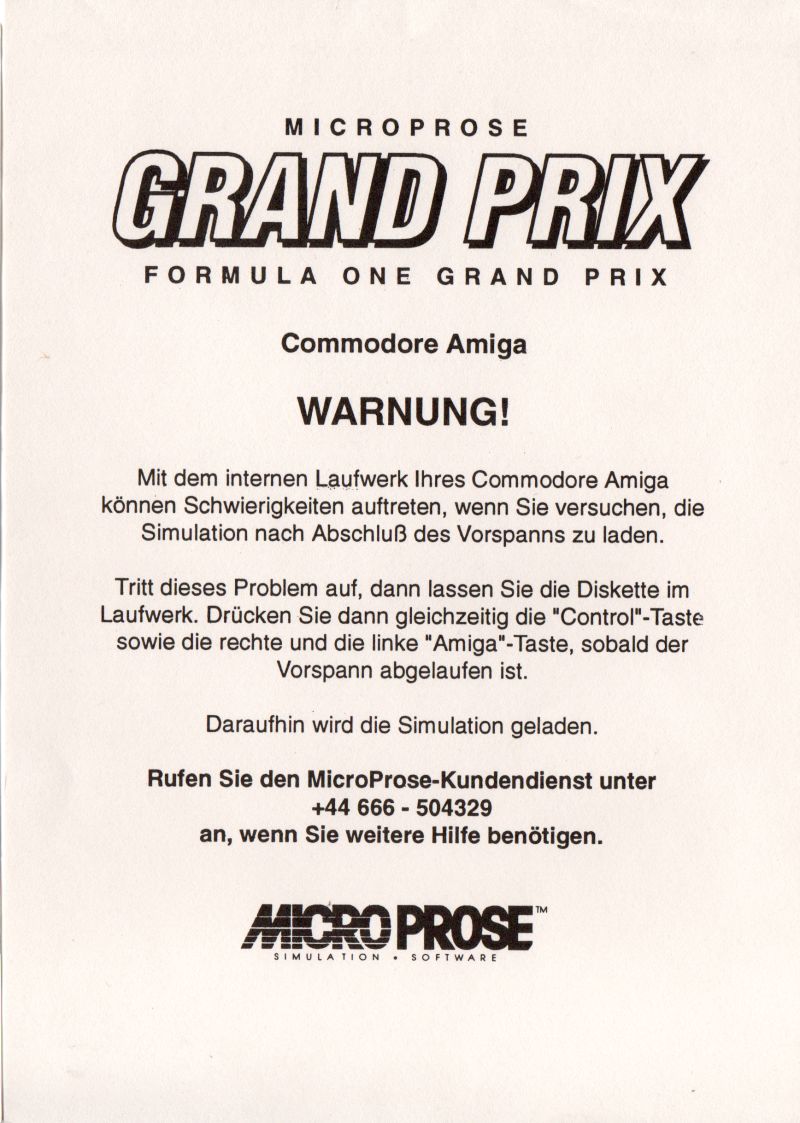 MICROPROSE
GRAND PRIX
FORMULA ONE GRAND PRIX
Commodore Amiga
WARNUNG!
Mit dem internen Laufwerk Ihres Commodore Amiga
können Schwierigkeiten auftreten, wenn Sie versuchen, die
Simulation nach Abschluß des Vorspanns zu laden.
Tritt dieses Problem auf, dann lassen Sie die Diskette im
Laufwerk. Drücken Sie dann gleichzeitig die "Control"-Taste
sowie die rechte und die linke "Amiga"-Taste, sobald der
Vorspann abgelaufen ist.
Daraufhin wird die Simulation geladen.
Rufen Sie den MicroProse-Kundendienst unter
+44 666 - 504329
an, wenn Sie weitere Hilfe benötigen.
MICROPROSE™
SIMULATION • SOFTWARE